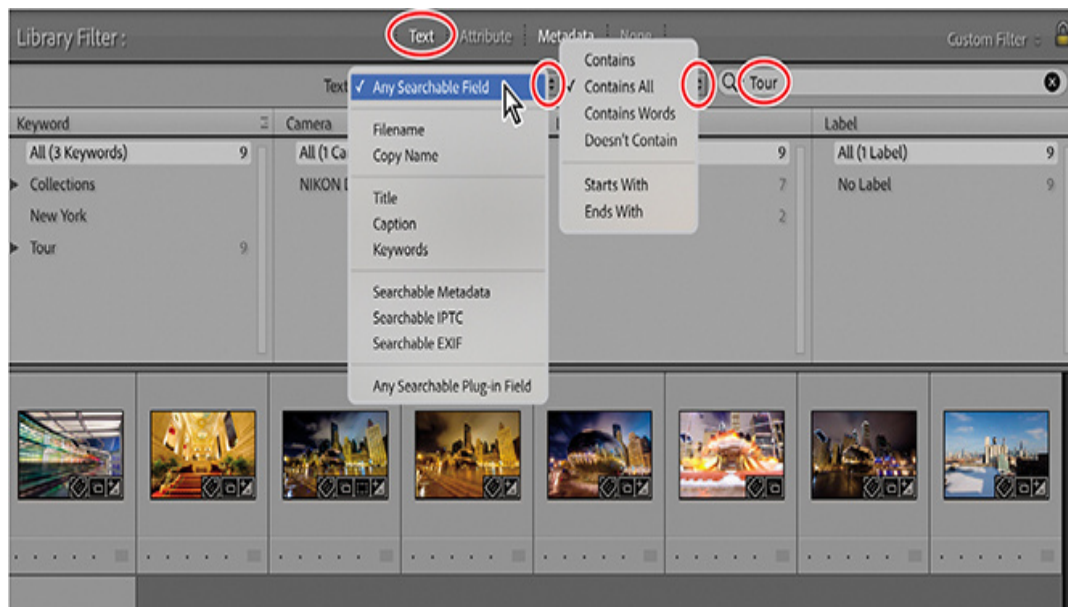 Library Filter :
Text Attribute Metadata None
Custom Filter
Text
Any Searchable Field
Filename
Copy Name
Title
Caption
Keywords
Searchable Metadata
Searchable IPTC
Searchable EXIF
Any Searchable Plug-in Field
Contains
Contains All
Contains Words
Doesn't Contain
Starts With
Ends With
Tour
Keyword
All (3 Keywords) 9
Collections
New York
Tour 9
Camera
All (1 Ca
NIKON D
9
7
2
Label
All (1 Label) 9
No Label 9